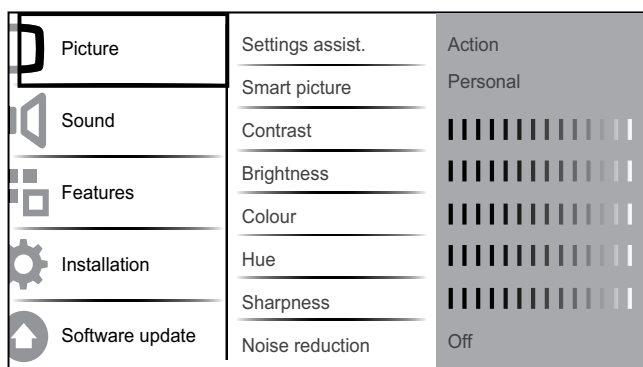 Picture
Sound
Features
Installation
Software update
Settings assist.
Smart picture
Contrast
Brightness
Colour
Hue
Sharpness
Noise reduction
Action
Personal
Off